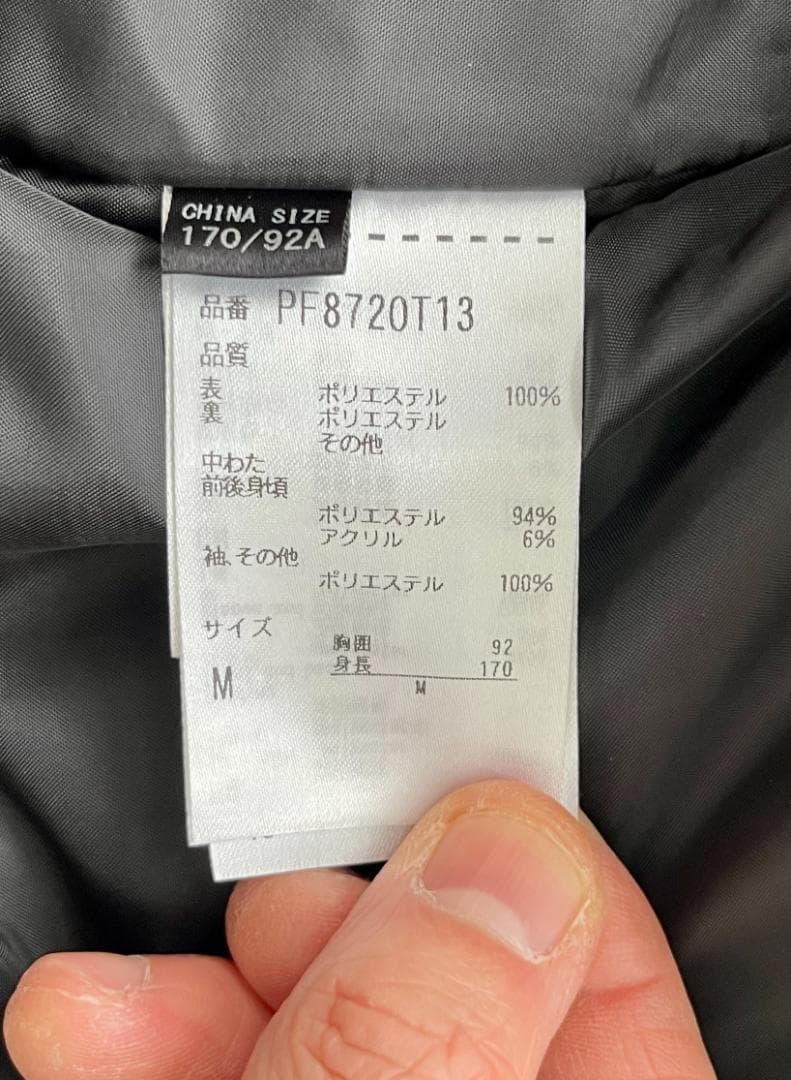 CHINA SIZE
170/92A
品番 PF8720T13
品質
表 ポリエステル 100%
裏 ポリエステル
その他
中わた
前後身頃
ポリエステル 94%
アクリル 6%
袖、その他
ポリエステル 100%
サイズ
胸囲 92
身長 170
M
M